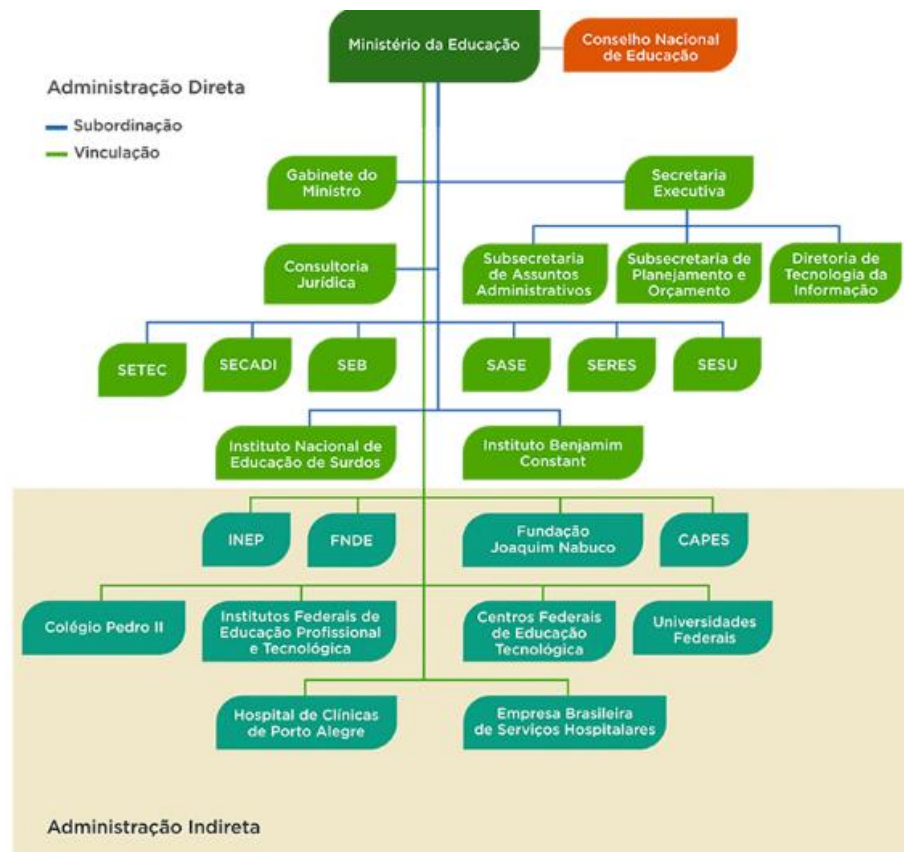 Ministério da Educação
Conselho Nacional
de Educação
Administração Direta
Subordinação
Vinculação
Gabinete do
Ministro
Secretaria
Executiva
Consultoria
Jurídica
Subsecretaria
de Assuntos
Administrativos
Subsecretaria de
Planejamento e
Orçamento
Diretoria de
Tecnologia da
Informação
SETEC
SECADI
SEB
SASE
SERES
SESU
Instituto Nacional de
Educação de Surdos
Instituto Benjamim
Constant
INEP
FNDE
Fundação
Joaquim Nabuco
CAPES
Colégio Pedro II
Institutos Federais de
Educação Profissional
e Tecnológica
Centros Federais
de Educação
Tecnológica
Universidades
Federais
Hospital de Clínicas
de Porto Alegre
Empresa Brasileira
de Serviços Hospitalares
Administração Indireta